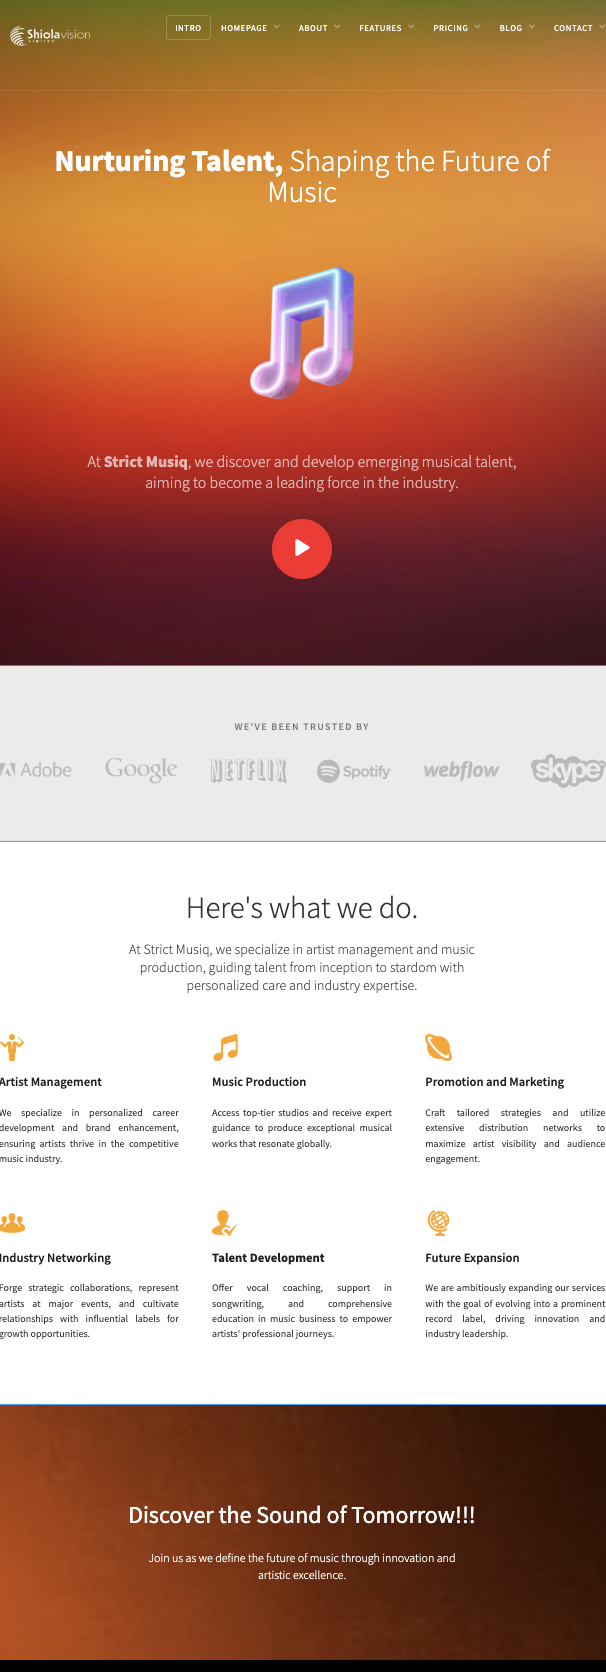 Shiolavision
LIMITED
INTRO HOMEPAGE ABOUT FEATURES PRICING BLOG CONTACT
Nurturing Talent, Shaping the Future of
Music
At Strict Musiq, we discover and develop emerging musical talent,
aiming to become a leading force in the industry.
WE'VE BEEN TRUSTED BY
Adobe Google NETFLIX Spotify webflow skype
Here's what we do.
At Strict Musiq, we specialize in artist management and music
production, guiding talent from inception to stardom with
personalized care and industry expertise.
Artist Management
We specialize in personalized career
development and brand enhancement,
ensuring artists thrive in the competitive
music industry.
Music Production
Access top-tier studios and receive expert
guidance to produce exceptional musical
works that resonate globally.
Promotion and Marketing
Craft tailored strategies and utilize
extensive distribution networks to
maximize artist visibility and audience
engagement.
Industry Networking
Forge strategic collaborations, represent
artists at major events, and cultivate
relationships with influential labels for
growth opportunities.
Talent Development
Offer vocal coaching, support in
songwriting, and comprehensive
education in music business to empower
artists' professional journeys.
Future Expansion
We are ambitiously expanding our services
with the goal of evolving into a prominent
record label, driving innovation and
industry leadership.
Discover the Sound of Tomorrow!!!
Join us as we define the future of music through innovation and
artistic excellence.